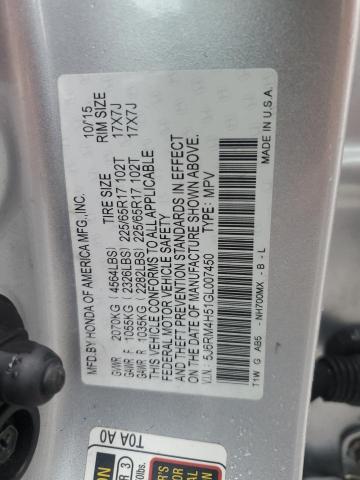 MFD.BY HONDA OF AMERICA MFG.,INC. 10/15
TIRE SIZE RIM SIZE
GVWR 2070KG (4564LBS) 225/65R17 102T 17X7J
GAWR F 1055KG (2326LBS) 225/65R17 102T 17X7J
GAWR R 1035KG (2282LBS)
THIS VEHICLE CONFORMS TO ALL APPLICABLE
FEDERAL MOTOR VEHICLE SAFETY
AND THEFT PREVENTION STANDARDS IN EFFECT
ON THE DATE OF MANUFACTURE SHOWN ABOVE.
V.I.N.: 5J6RM4H51GL007450 TYPE: MPV
T1W G AB5 -NH700MX - B - L MADE IN U.S.A.
T0A A0